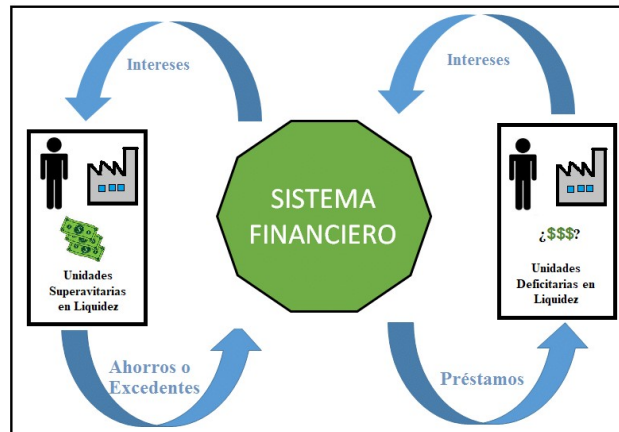 Intereses
Intereses
SISTEMA
FINANCIERO
¿$$$?
Unidades
Superavitarias
en Liquidez
Unidades
Deficitarias en
Liquidez
Ahorros o
Excedentes
Préstamos